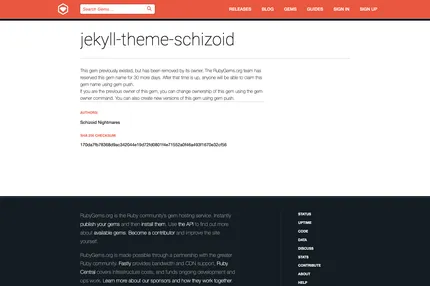 Search Gems...
RELEASES BLOG GEMS GUIDES SIGN IN SIGN UP
jekyll-theme-schizoid
This gem previously existed, but has been removed by its owner. The RubyGems.org team has
reserved this gem name for 30 more days. After that time is up, anyone will be able to claim this
gem name using gem push.
If you are the previous owner of this gem, you can change ownership of this gem using the gem
owner command. You can also create new versions of this gem using gem push.
AUTHORS:
Schizoid Nightmares
SHA 256 CHECKSUM:
RubyGems.org is the Ruby community's gem hosting service. Instantly
publish your gems and then install them. Use the API to find out more
about available gems. Become a contributor and improve the site
yourself.
RubyGems.org is made possible through a partnership with the greater
Ruby community. Fastly provides bandwidth and CDN support, Ruby
Central covers infrastructure costs, and funds ongoing development and
ops work. Learn more about our sponsors and how they work together
STATUS
UPTIME
CODE
DATA
DISCUSS
STATS
CONTRIBUTE
ABOUT
HELP